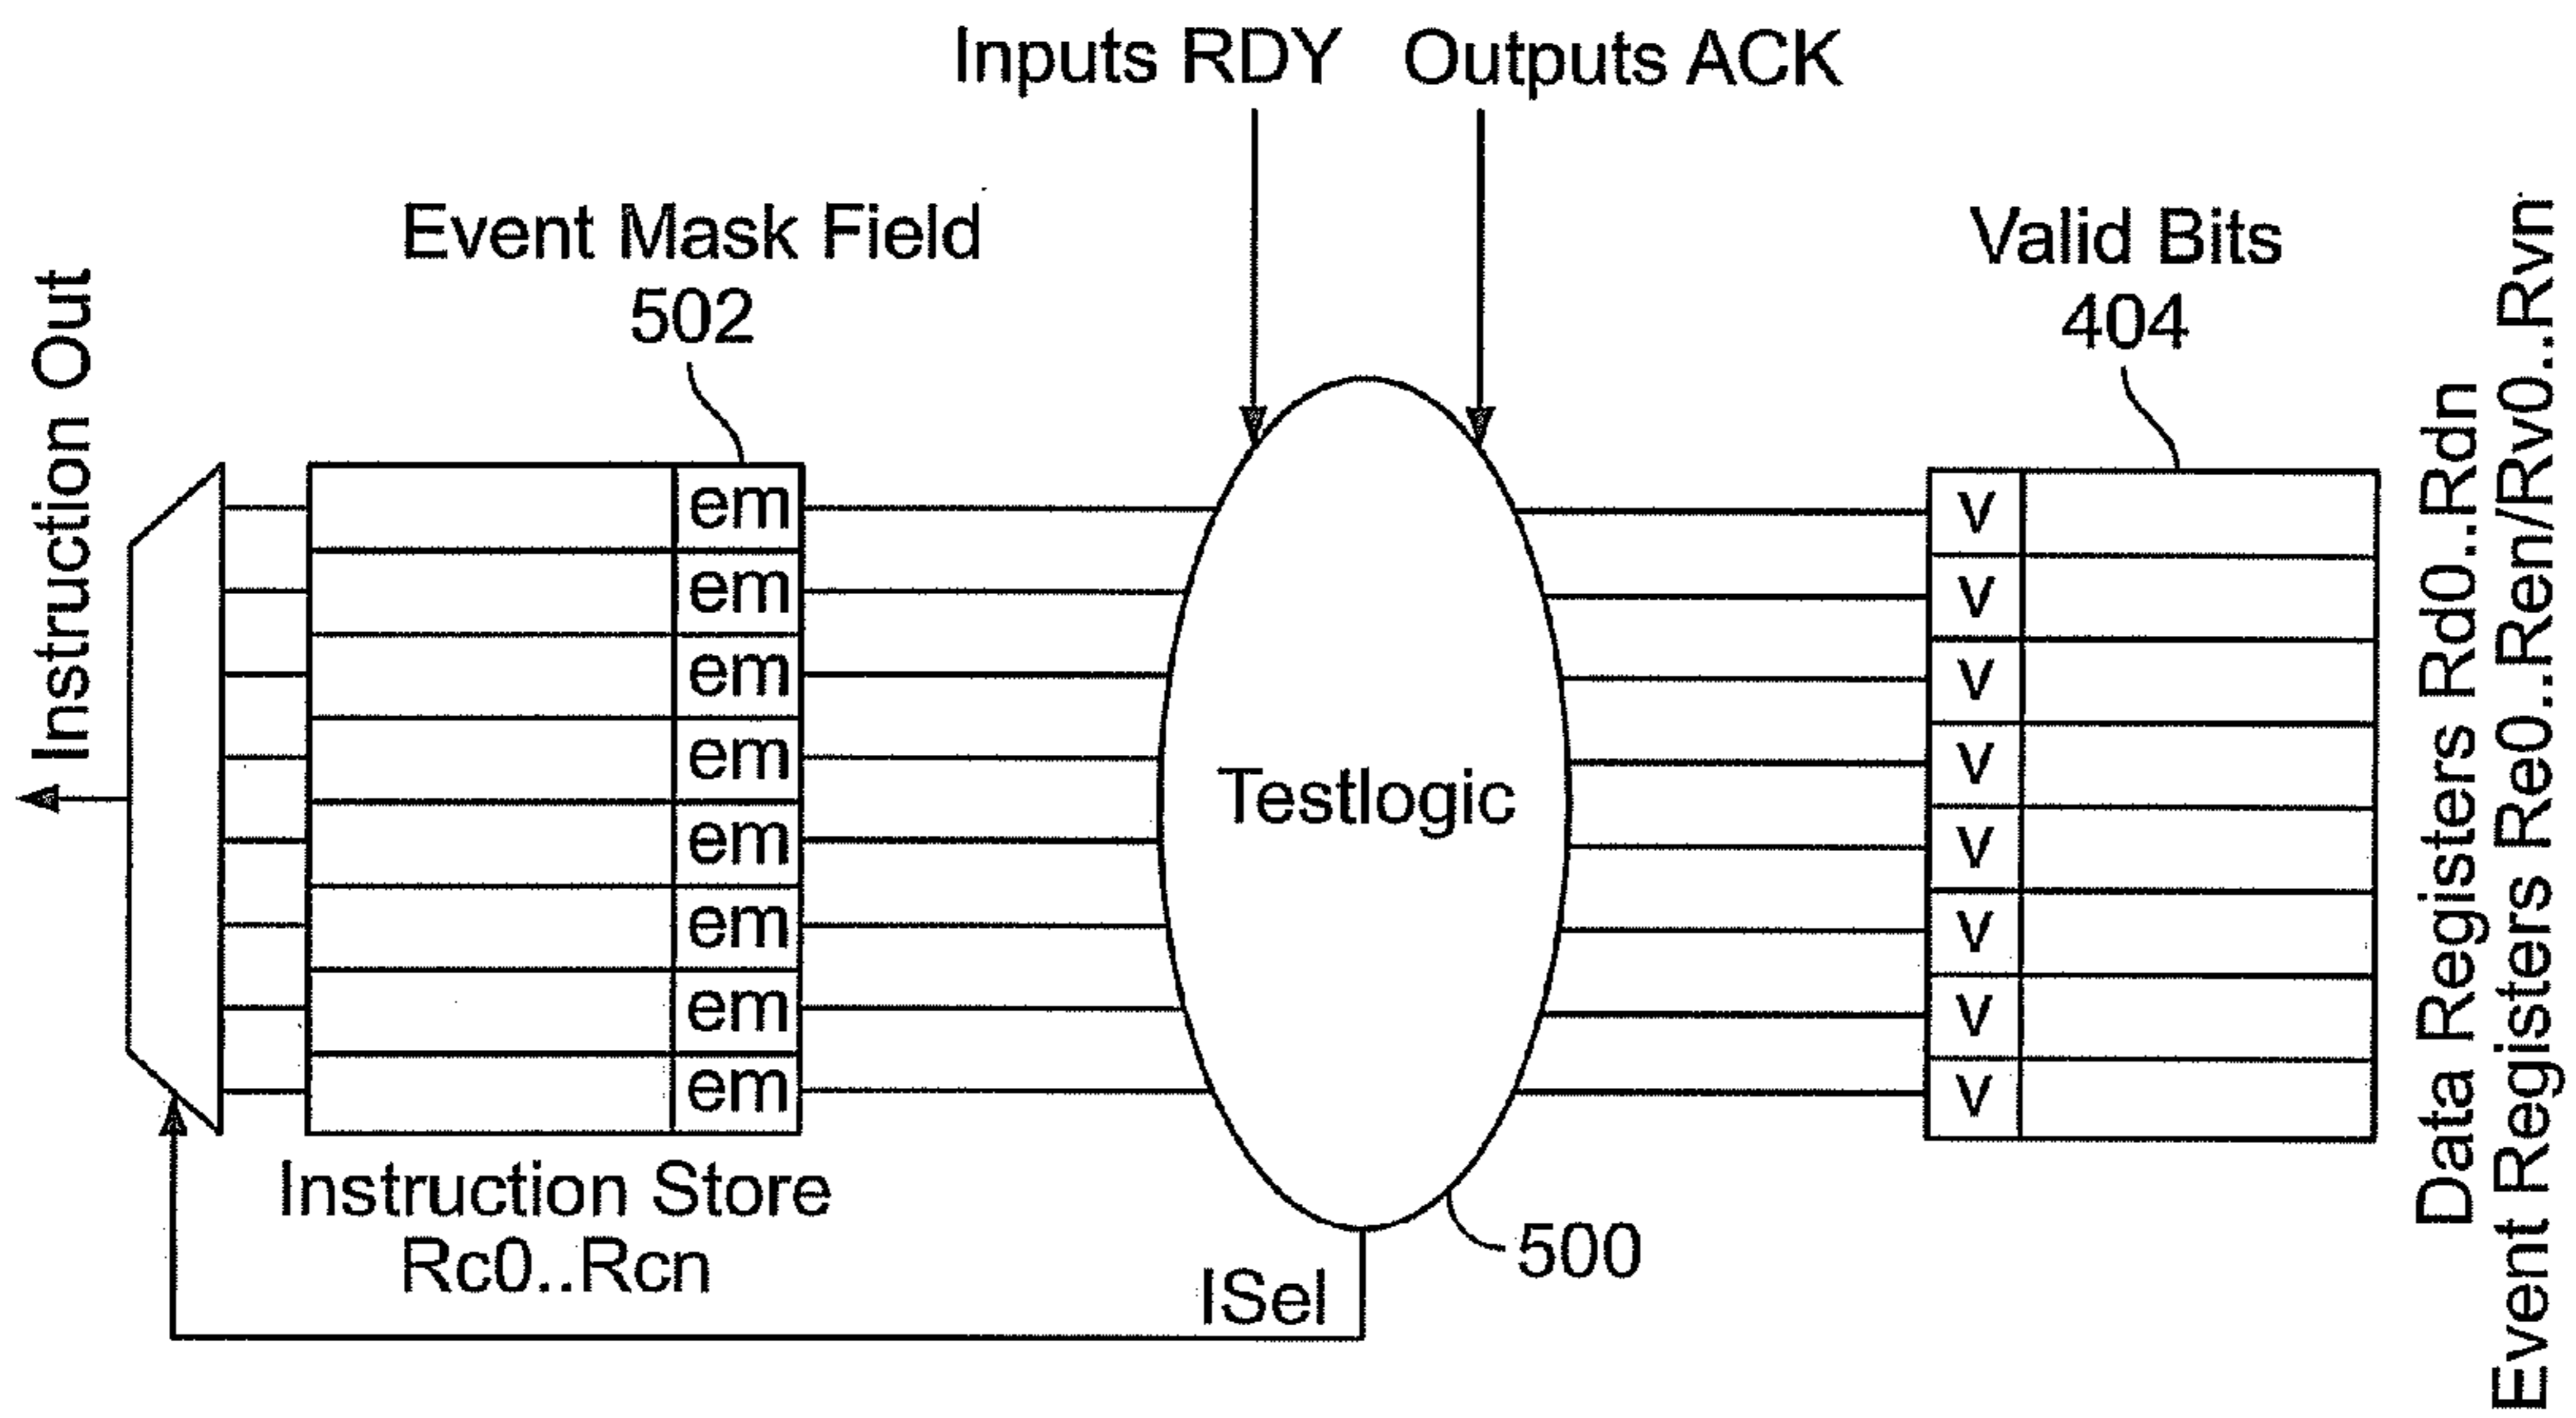 Inputs RDY
Outputs ACK
Event Mask Field
502
Valid Bits
404
Instruction Out
em
em
em
em
em
em
em
em
Testlogic
v
v
v
v
v
v
v
v
Data Registers Rd0..Rdn
Event Registers Re0..Ren/Rv0..Rvn
Instruction Store
Rc0..Rcn
ISel
500